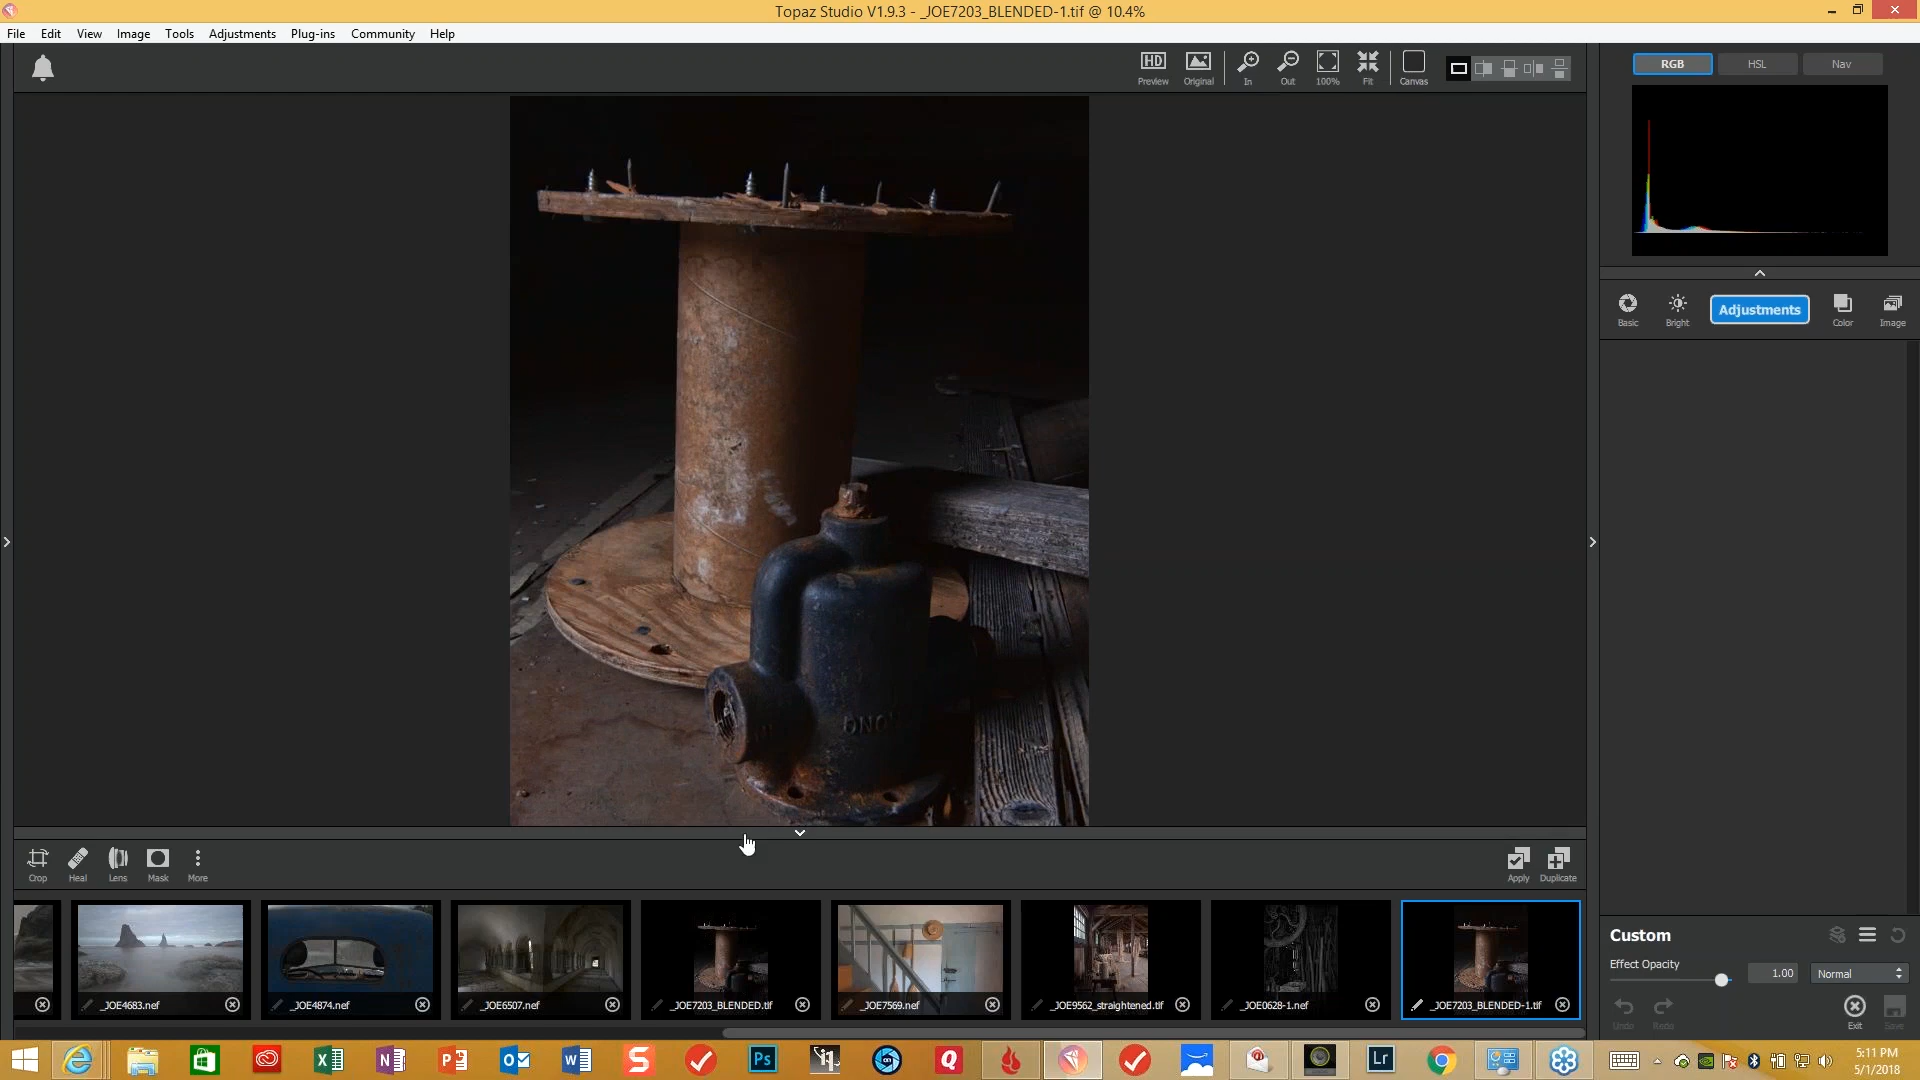 Topaz Studio V1.9.3 - _JOE7203_BLENDED-1.tif @ 10.4%
File Edit View Image Tools Adjustments Plug-ins Community Help
HD
Preview Original In Out 100% Fit Canvas
RGB HSL Nav
Basic Bright Adjustments Color Image
Crop Heal Lens Mask More
Apply Duplicate
_JOE4683.nef
_JOE4874.nef
_JOE6507.nef
_JOE7203_BLENDED.tif
_JOE7569.nef
_JOE9562_straightened.tif
_JOE0628-1.nef
_JOE7203_BLENDED-1.tif
Custom
Effect Opacity
1.00
Normal
Undo Redo Exit Save
Ps
Lr
5:11 PM
5/1/2018